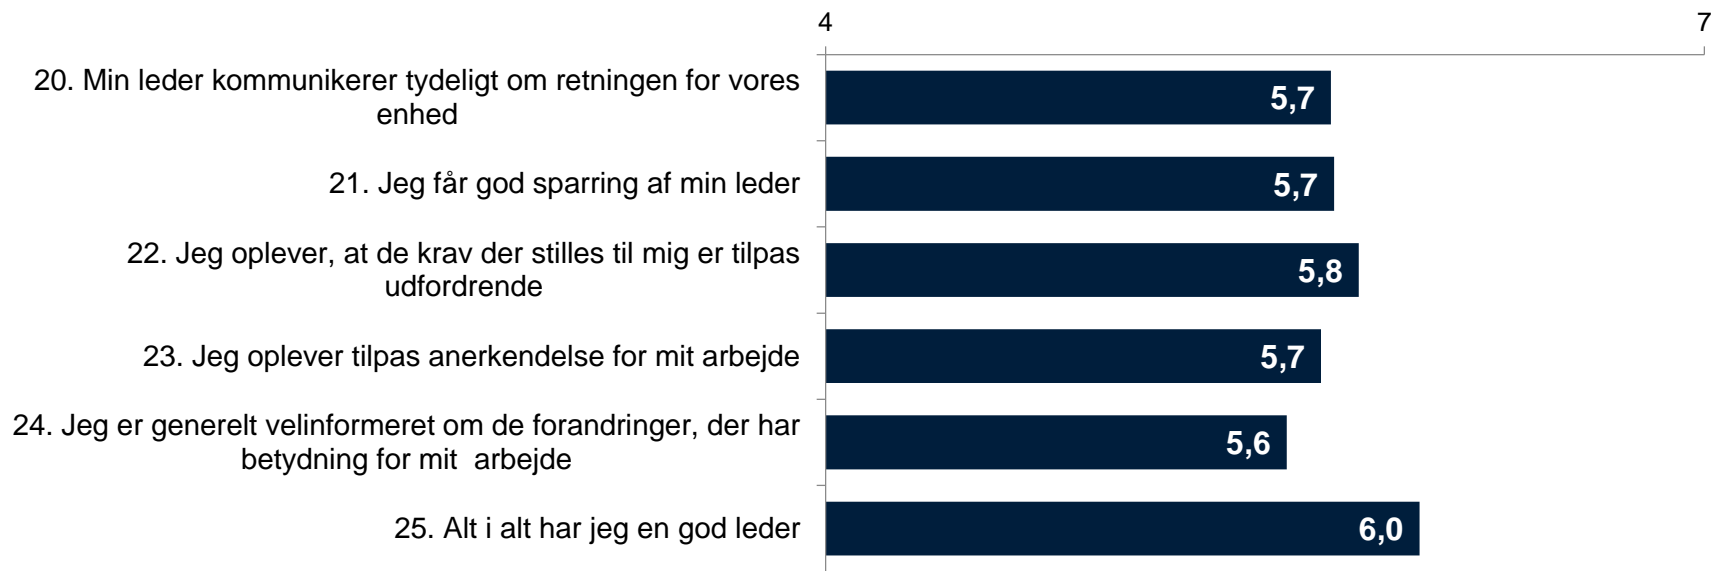 4
7
20. Min leder kommunikerer tydeligt om retningen for vores
enhed
5,7
21. Jeg får god sparring af min leder
5,7
22. Jeg oplever, at de krav der stilles til mig er tilpas
udfordrende
5,8
23. Jeg oplever tilpas anerkendelse for mit arbejde
5,7
24. Jeg er generelt velinformeret om de forandringer, der har
betydning for mit  arbejde
5,6
25. Alt i alt har jeg en god leder
6,0